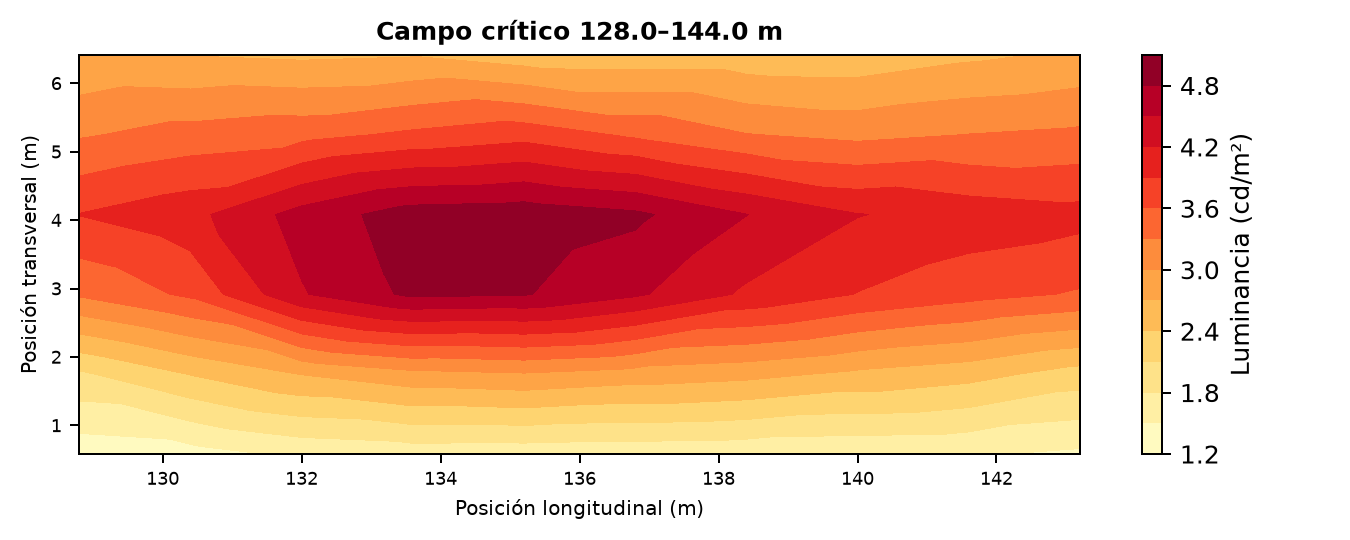 Campo crítico 128.0–144.0 m
6
5
4
3
2
1
Posición transversal (m)
130 132 134 136 138 140 142
Posición longitudinal (m)
4.8
4.2
3.6
3.0
2.4
1.8
1.2
Luminancia (cd/m²)